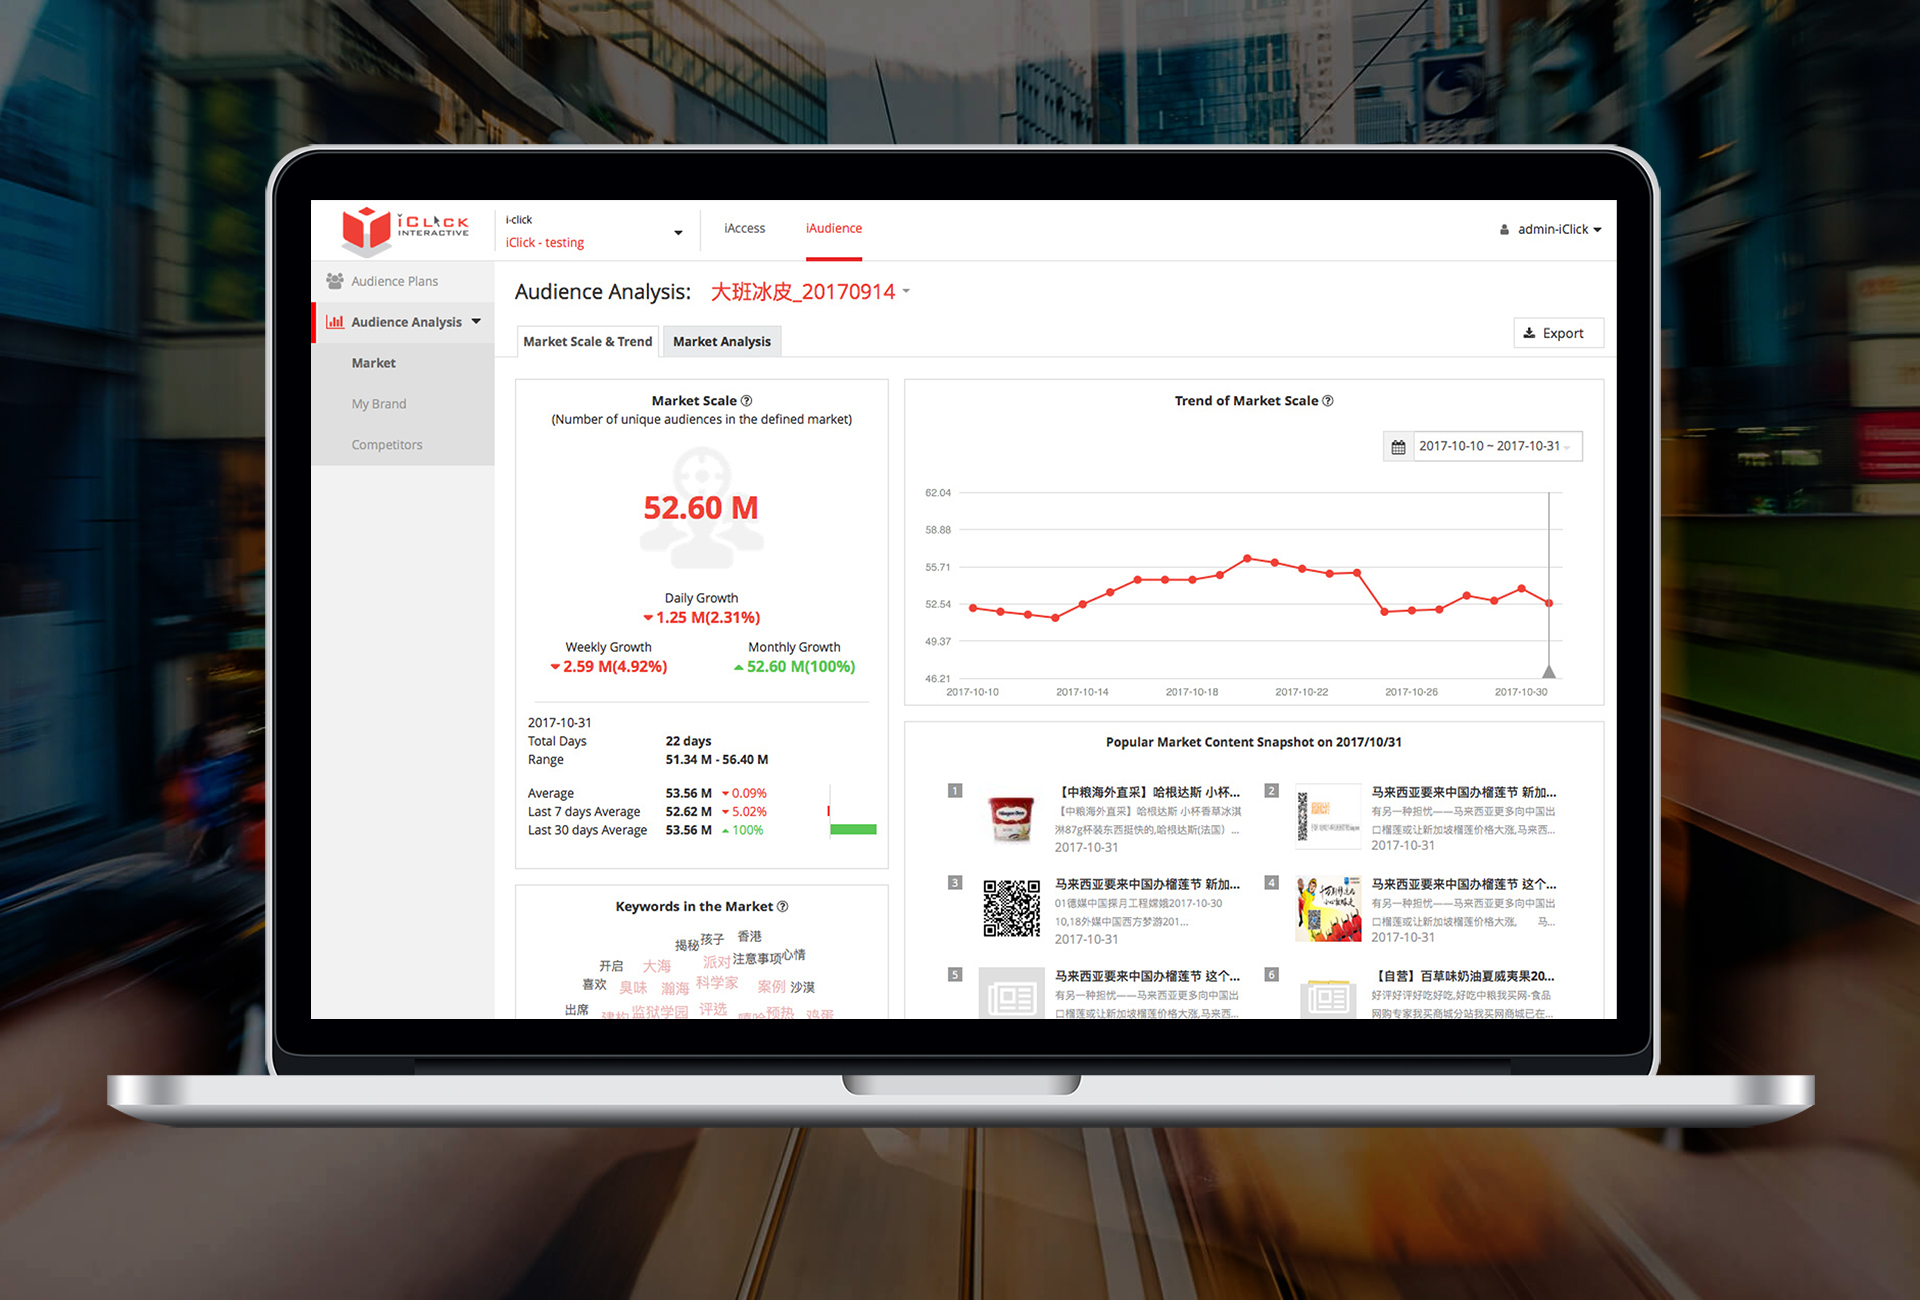 iCLICK
INTERACTIVE
i-click
iClick - testing
iAccess
iAudience
admin-iClick
Audience Plans
Audience Analysis
Market
My Brand
Competitors
Audience Analysis: 大班冰皮_20170914
Market Scale & Trend
Market Analysis
Export
Market Scale
(Number of unique audiences in the defined market)
52.60 M
Daily Growth
1.25 M(2.31%)
Weekly Growth
2.59 M(4.92%)
Monthly Growth
52.60 M(100%)
2017-10-31
Total Days 22 days
Range 51.34 M - 56.40 M
Average 53.56 M 0.09%
Last 7 days Average 52.62 M 5.02%
Last 30 days Average 53.56 M 100%
Keywords in the Market
揭秘 孩子 香港
开启 大海 派对 注意事项 心情
喜欢 臭味 瀚海 科学家 案例 沙漠
出席 建构 监狱学园 评选 嘻哈 预热 鸡蛋
Trend of Market Scale
2017-10-10 ~ 2017-10-31
62.04
58.88
55.71
52.54
49.37
46.21
2017-10-10 2017-10-14 2017-10-18 2017-10-22 2017-10-26 2017-10-30
Popular Market Content Snapshot on 2017/10/31
1
【中粮海外直采】哈根达斯 小杯...
【中粮海外直采】哈根达斯 小杯香草冰淇
淋87g杯装东西挺快的,哈根达斯(法国） ...
2017-10-31
2
马来西亚要来中国办榴莲节 新加...
有另一种担忧——马来西亚更多向中国出
口榴莲或让新加坡榴莲价格大涨,马来西...
2017-10-31
3
马来西亚要来中国办榴莲节 新加...
01德媒中国探月工程嫦娥2017-10-30
10,18外媒中国西方梦游201...
2017-10-31
4
马来西亚要来中国办榴莲节 这个...
有另一种担忧——马来西亚更多向中国出
口榴莲或让新加坡榴莲价格大涨, 马...
2017-10-31
5
马来西亚要来中国办榴莲节 这个...
有另一种担忧——马来西亚更多向中国出
口榴莲或让新加坡榴莲价格大涨,马来西...
6
【自营】百草味奶油夏威夷果20...
好评好评好吃好吃,好吃中粮我买网-食品
网购专家我买商城分站我买网商城已在...